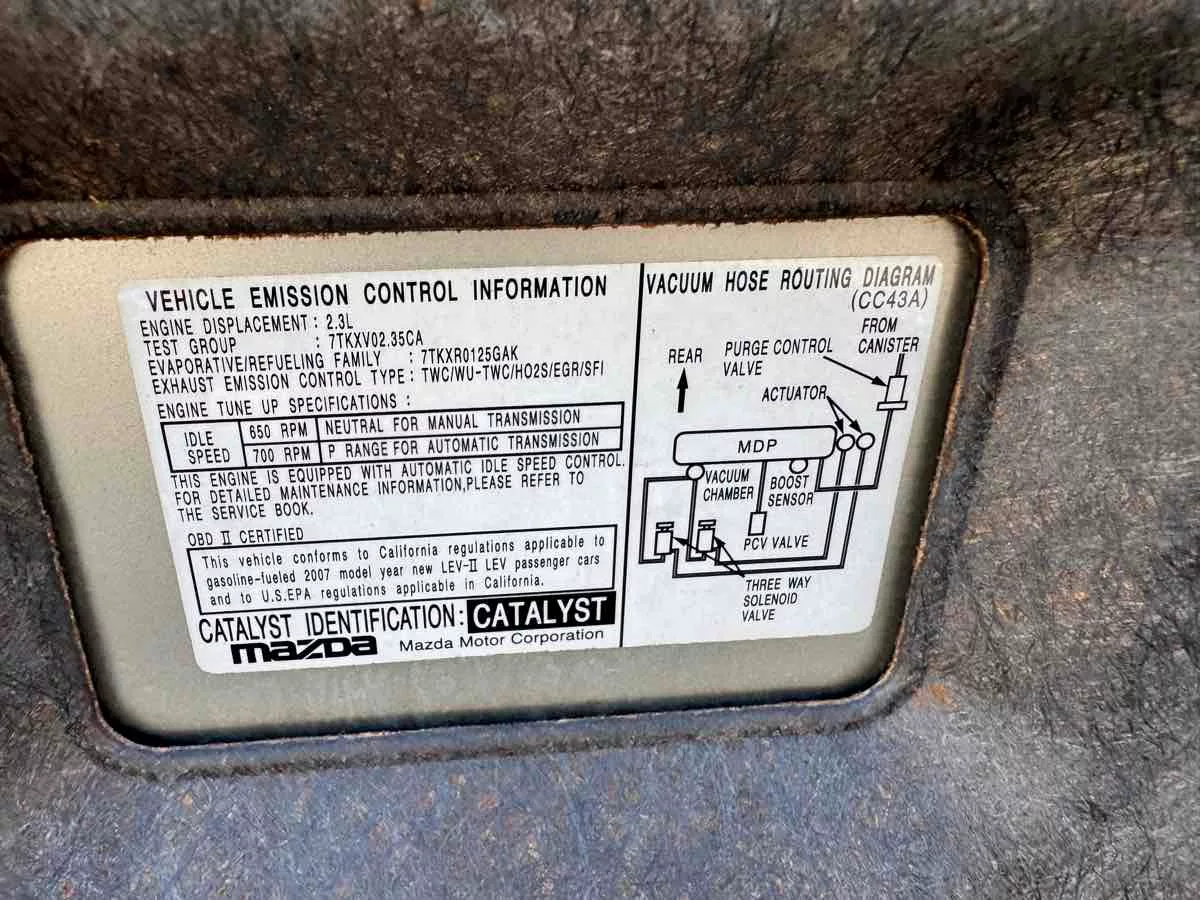 VEHICLE EMISSION CONTROL INFORMATION
ENGINE DISPLACEMENT : 2.3L
TEST GROUP : 7TKXV02.35CA
EVAPORATIVE/REFUELING FAMILY : 7TKXR0125GAK
EXHAUST EMISSION CONTROL TYPE : TWC/WU-TWC/HO2S/EGR/SFI
ENGINE TUNE UP SPECIFICATIONS :
IDLE SPEED
650 RPM NEUTRAL FOR MANUAL TRANSMISSION
700 RPM P RANGE FOR AUTOMATIC TRANSMISSION
THIS ENGINE IS EQUIPPED WITH AUTOMATIC IDLE SPEED CONTROL.
FOR DETAILED MAINTENANCE INFORMATION,PLEASE REFER TO
THE SERVICE BOOK.
OBD II CERTIFIED
This vehicle conforms to California regulations applicable to
gasoline-fueled 2007 model year new LEV-II LEV passenger cars
and to U.S.EPA regulations applicable in California.
CATALYST IDENTIFICATION: CATALYST
mazda Mazda Motor Corporation
VACUUM HOSE ROUTING DIAGRAM
(CC43A)
FROM
CANISTER
PURGE CONTROL
VALVE
REAR
ACTUATOR
MDP
VACUUM
CHAMBER
BOOST
SENSOR
PCV VALVE
THREE WAY
SOLENOID
VALVE